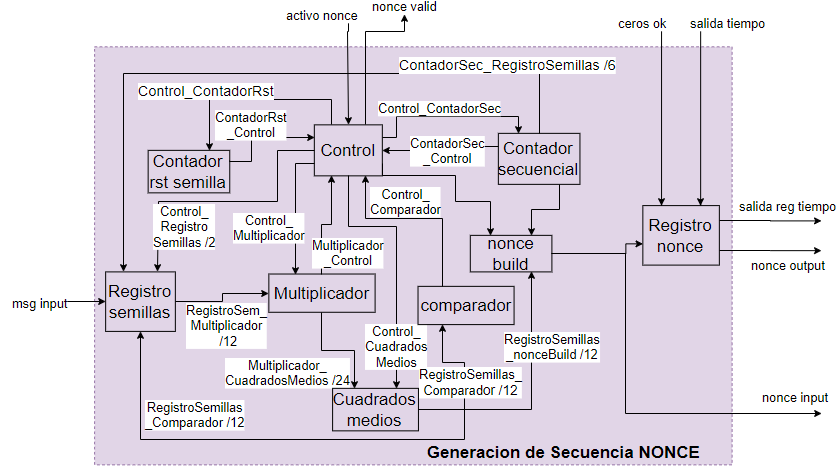 activo nonce
nonce valid
ceros ok
salida tiempo
ContadorSec_RegistroSemillas /6
Control_ContadorRst
Control_ContadorSec
ContadorRst
_Control
Control
ContadorSec
_Control
Contador
secuencial
Contador
rst semilla
Control_
Comparador
Control_
Registro
Semillas /2
Control_
Multiplicador
Multiplicador
_Control
nonce
build
Registro
nonce
salida reg tiempo
nonce output
msg input
Registro
semillas
Multiplicador
comparador
RegistroSem_
Multiplicador
/12
Control_
Cuadrados
Medios
RegistroSemillas
_nonceBuild /12
Multiplicador_
CuadradosMedios /24
RegistroSemillas_
Comparador /12
Cuadrados
medios
RegistroSemillas
_Comparador /12
nonce input
Generacion de Secuencia NONCE